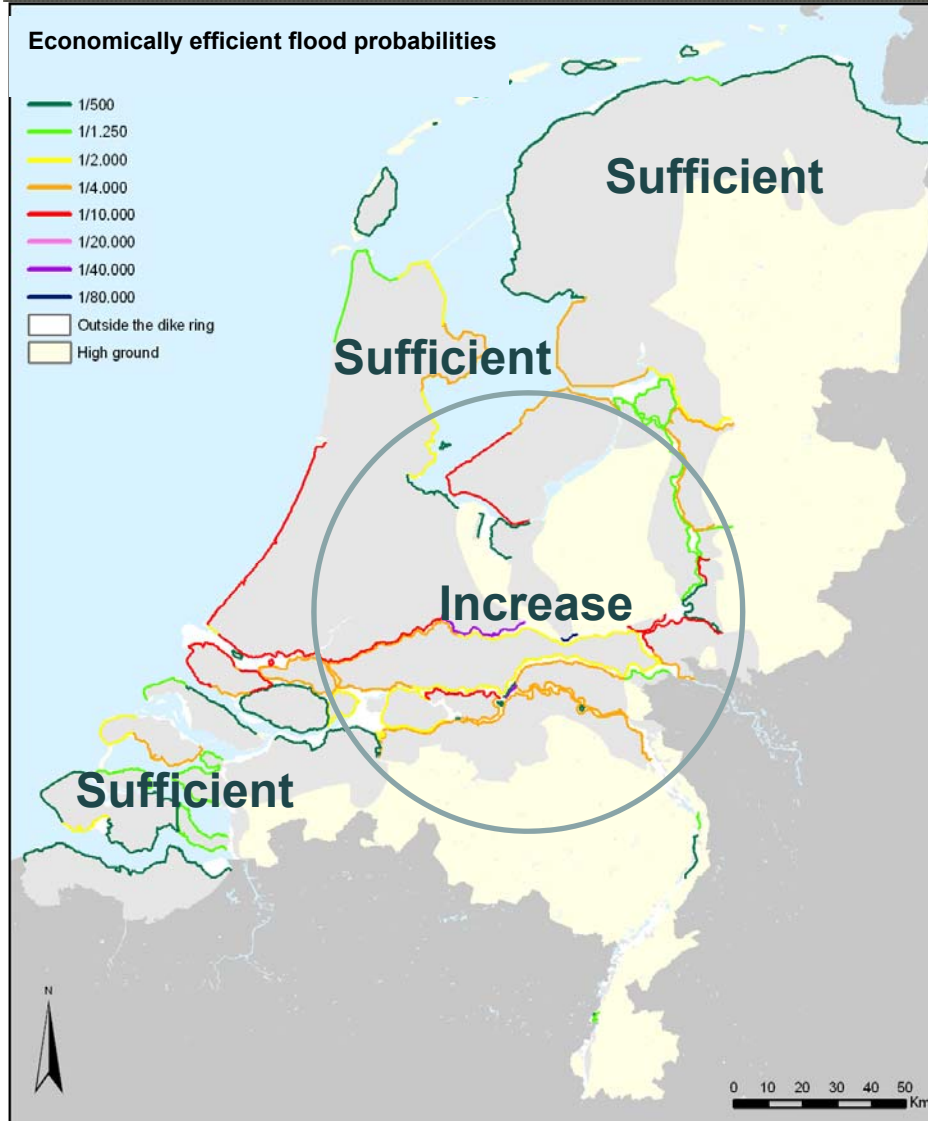 Economically efficient flood probabilities
1/500
1/1.250
1/2.000
1/4.000
1/10.000
1/20.000
1/40.000
1/80.000
Outside the dike ring
High ground
Sufficient
Sufficient
Increase
Sufficient
N
0 10 20 30 40 50
Km